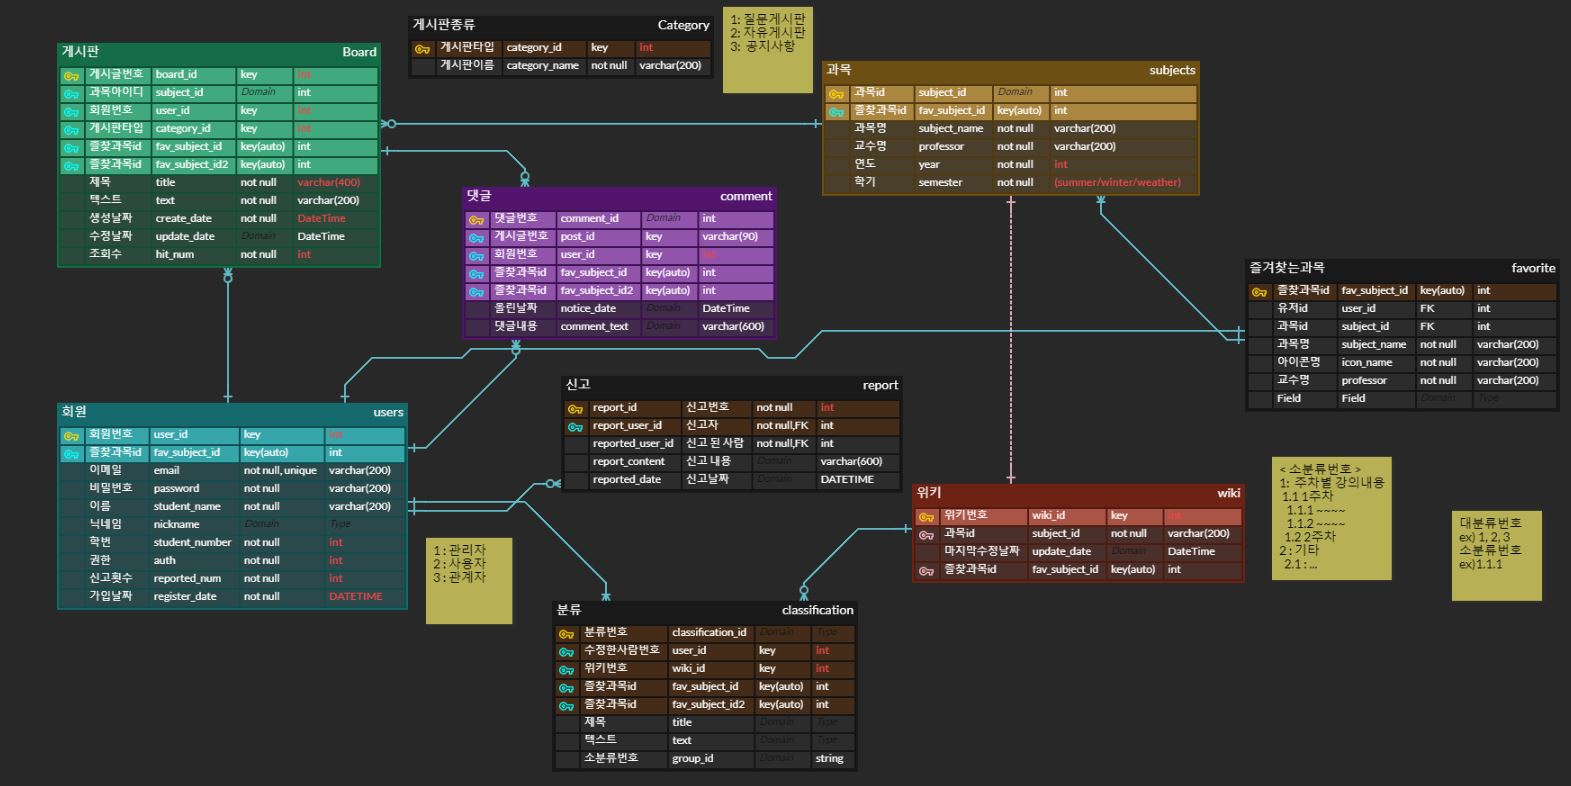 게시판종류 Category
게시판타입 category_id key int
게시판이름 category_name not null varchar(200)
1: 질문게시판
2: 자유게시판
3: 공지사항
게시판 Board
게시글번호 board_id key int
과목아이디 subject_id Domain int
회원번호 user_id key int
게시판타입 category_id key int
즐찾과목id fav_subject_id key(auto) int
즐찾과목id fav_subject_id2 key(auto) int
제목 title not null varchar(400)
텍스트 text not null varchar(200)
생성날짜 create_date not null DateTime
수정날짜 update_date Domain DateTime
조회수 hit_num not null int
과목 subjects
과목id subject_id Domain int
즐찾과목id fav_subject_id key(auto) int
과목명 subject_name not null varchar(200)
교수명 professor not null varchar(200)
연도 year not null int
학기 semester not null (summer/winter/weather)
댓글 comment
댓글번호 comment_id Domain int
게시글번호 post_id key varchar(90)
회원번호 user_id key int
즐찾과목id fav_subject_id key(auto) int
즐찾과목id fav_subject_id2 key(auto) int
올린날짜 notice_date Domain DateTime
댓글내용 comment_text Domain varchar(600)
즐겨찾는과목 favorite
즐찾과목id fav_subject_id key(auto) int
유저id user_id FK int
과목id subject_id FK int
과목명 subject_name not null varchar(200)
아이콘명 icon_name not null varchar(200)
교수명 professor not null varchar(200)
Field Field Domain Type
신고 report
report_id 신고번호 not null int
report_user_id 신고자 not null,FK int
reported_user_id 신고 된 사람 not null,FK int
report_content 신고 내용 Domain varchar(600)
reported_date 신고날짜 Domain DATETIME
회원 users
회원번호 user_id key int
즐찾과목id fav_subject_id key(auto) int
이메일 email not null, unique varchar(200)
비밀번호 password not null varchar(200)
이름 student_name not null varchar(200)
닉네임 nickname Domain Type
학번 student_number not null int
권한 auth not null int
신고횟수 reported_num not null int
가입날짜 register_date not null DATETIME
1 : 관리자
2 : 사용자
3 : 관계자
위키 wiki
위키번호 wiki_id key int
과목id subject_id not null varchar(200)
마지막수정날짜 update_date Domain DateTime
즐찾과목id fav_subject_id key(auto) int
< 소분류번호 >
1: 주차별 강의내용
1.1 1주차
1.1.1 ~~~~
1.1.2 ~~~~
1.2 2주차
2 : 기타
2.1 : ...
대분류번호
ex) 1, 2, 3
소분류번호
ex)1.1.1
분류 classification
분류번호 classification_id Domain Type
수정한사람번호 user_id key int
위키번호 wiki_id key int
즐찾과목id fav_subject_id key(auto) int
즐찾과목id fav_subject_id2 key(auto) int
제목 title Domain Type
텍스트 text Domain Type
소분류번호 group_id string